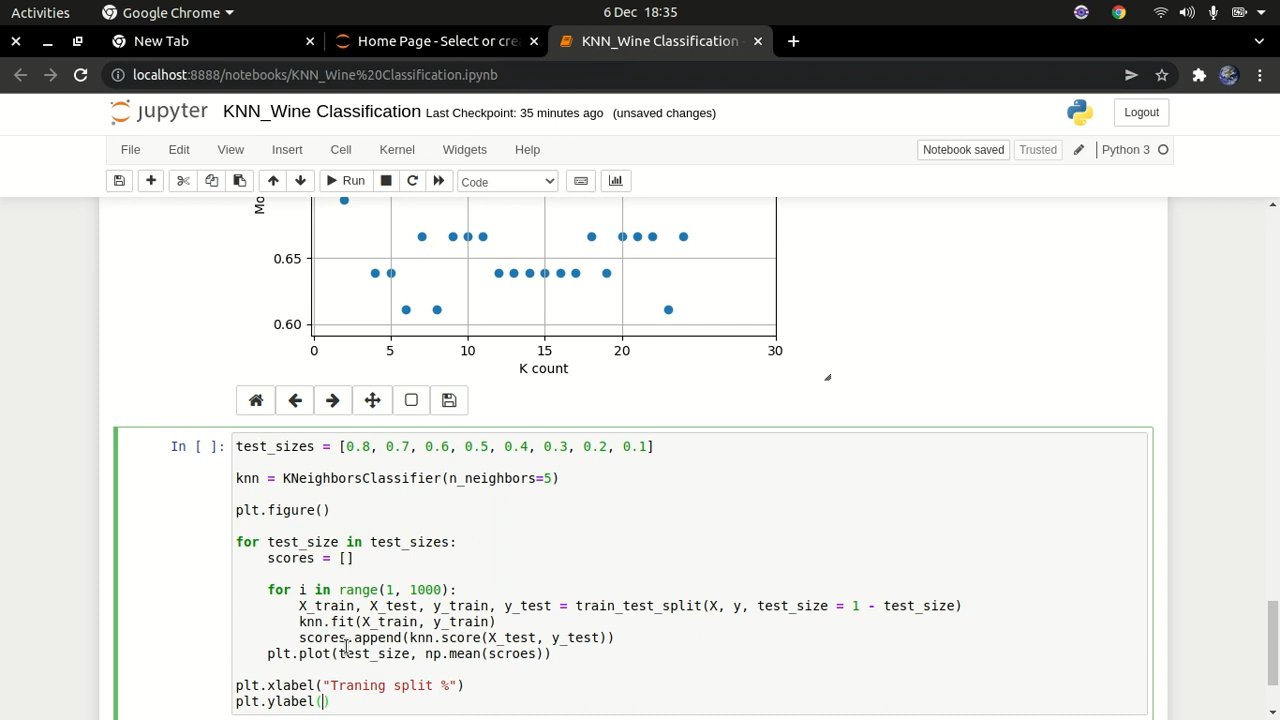 Activities Google Chrome 6 Dec 18:35
New Tab Home Page - Select or cre KNN_Wine Classification -
localhost:8888/notebooks/KNN_Wine%20Classification.ipynb
jupyter KNN_Wine Classification Last Checkpoint: 35 minutes ago (unsaved changes) Logout
File Edit View Insert Cell Kernel Widgets Help Notebook saved Trusted Python 3
Run Code
Mo
0.65
0.60
0 5 10 15 20 30
K count
In [ ]: test_sizes = [0.8, 0.7, 0.6, 0.5, 0.4, 0.3, 0.2, 0.1]
knn = KNeighborsClassifier(n_neighbors=5)
plt.figure()
for test_size in test_sizes:
scores = []
for i in range(1, 1000):
X_train, X_test, y_train, y_test = train_test_split(X, y, test_size = 1 - test_size)
knn.fit(X_train, y_train)
scores.append(knn.score(X_test, y_test))
plt.plot(test_size, np.mean(scroes))
plt.xlabel("Traning split %")
plt.ylabel()